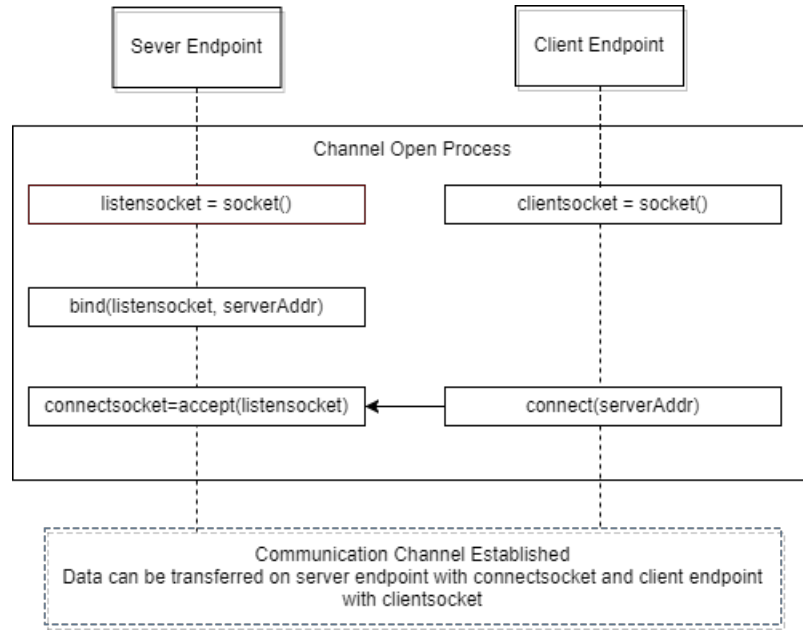 Sever Endpoint
Client Endpoint
Channel Open Process
listensocket = socket()
clientsocket = socket()
bind(listensocket, serverAddr)
connectsocket=accept(listensocket)
connect(serverAddr)
Communication Channel Established
Data can be transferred on server endpoint with connectsocket and client endpoint
with clientsocket